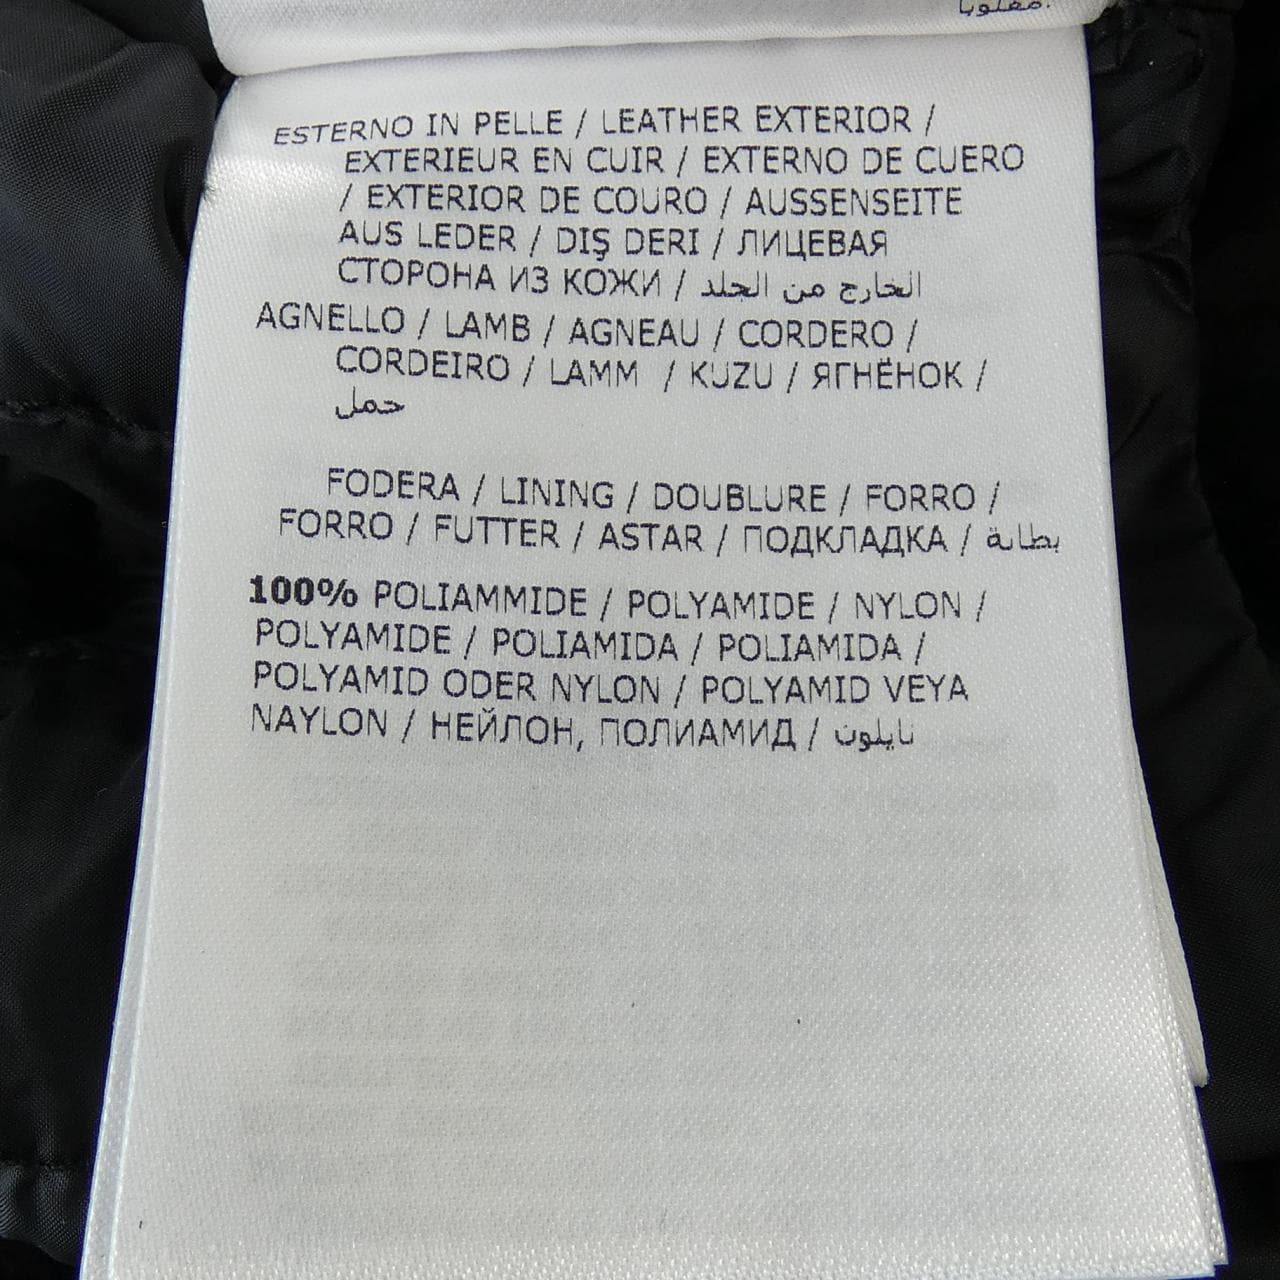 مقلوبا.
ESTERNO IN PELLE / LEATHER EXTERIOR /
EXTERIEUR EN CUIR / EXTERNO DE CUERO
/ EXTERIOR DE COURO / AUSSENSEITE
AUS LEDER / DIŞ DERI / ЛИЦЕВАЯ
СТОРОНА ИЗ КОЖИ / الخارج من الجلد
AGNELLO / LAMB / AGNEAU / CORDERO /
CORDEIRO / LAMM / KUZU / ЯГНЁНОК /
حمل
FODERA / LINING / DOUBLURE / FORRO /
FORRO / FUTTER / ASTAR / ПОДКЛАДКА / بطانة
100% POLIAMMIDE / POLYAMIDE / NYLON /
POLYAMIDE / POLIAMIDA / POLIAMIDA /
POLYAMID ODER NYLON / POLYAMID VEYA
NAYLON / НЕЙЛОН, ПОЛИАМИД / نايلون